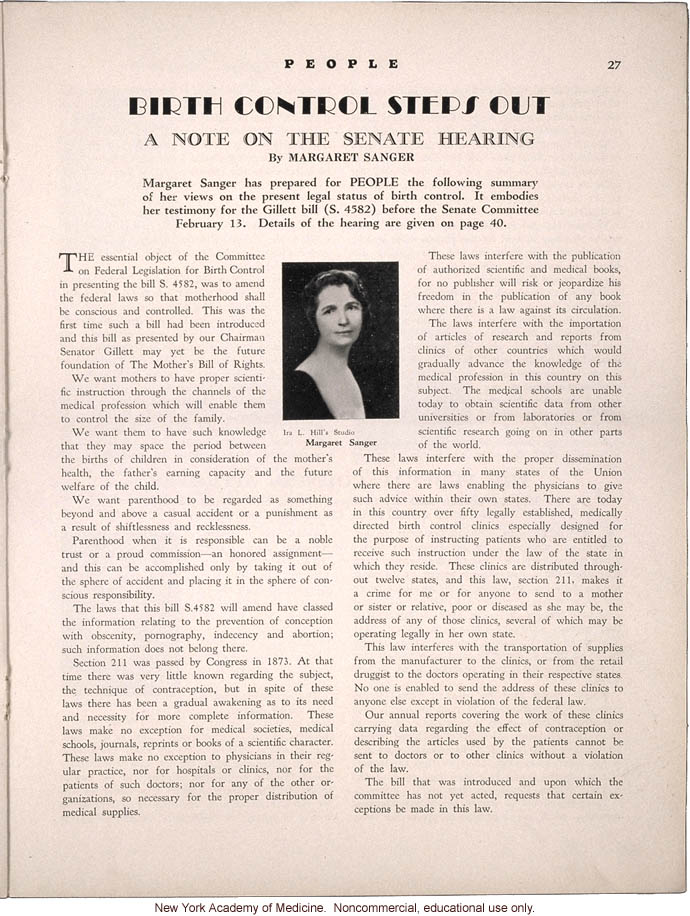 PEOPLE
27
BIRTH CONTROL STEPS OUT
A NOTE ON THE SENATE HEARING
By MARGARET SANGER
Margaret Sanger has prepared for PEOPLE the following summary
of her views on the present legal status of birth control. It embodies
her testimony for the Gillett bill (S. 4582) before the Senate Committee
February 13. Details of the hearing are given on page 40.
THE essential object of the Committee
on Federal Legislation for Birth Control
in presenting the bill S. 4582, was to amend
the federal laws so that motherhood shall
be conscious and controlled. This was the
first time such a bill had been introduced
and this bill as presented by our Chairman
Senator Gillett may yet be the future
foundation of The Mother's Bill of Rights.
We want mothers to have proper scienti-
fic instruction through the channels of the
medical profession which will enable them
to control the size of the family.
We want them to have such knowledge
that they may space the period between
the births of children in consideration of the mother's
health, the father's earning capacity and the future
welfare of the child.
We want parenthood to be regarded as something
beyond and above a casual accident or a punishment as
a result of shiftlessness and recklessness.
Parenthood when it is responsible can be a noble
trust or a proud commission—an honored assignment—
and this can be accomplished only by taking it out of
the sphere of accident and placing it in the sphere of con-
scious responsibility.
The laws that this bill S.4582 will amend have classed
the information relating to the prevention of conception
with obscenity, pornography, indecency and abortion;
such information does not belong there.
Section 211 was passed by Congress in 1873. At that
time there was very little known regarding the subject,
the technique of contraception, but in spite of these
laws there has been a gradual awakening as to its need
and necessity for more complete information. These
laws make no exception for medical societies, medical
schools, journals, reprints or books of a scientific character.
These laws make no exception to physicians in their reg-
ular practice, nor for hospitals or clinics, nor for the
patients of such doctors; nor for any of the other or-
ganizations, so necessary for the proper distribution of
medical supplies.
Ira L. Hill's Studio
Margaret Sanger
These laws interfere with the publication
of authorized scientific and medical books,
for no publisher will risk or jeopardize his
freedom in the publication of any book
where there is a law against its circulation.
The laws interfere with the importation
of articles of research and reports from
clinics of other countries which would
gradually advance the knowledge of the
medical profession in this country on this
subject. The medical schools are unable
today to obtain scientific data from other
universities or from laboratories or from
scientific research going on in other parts
of the world.
These laws interfere with the proper dissemination
of this information in many states of the Union
where there are laws enabling the physicians to give
such advice within their own states. There are today
in this country over fifty legally established, medically
directed birth control clinics especially designed for
the purpose of instructing patients who are entitled to
receive such instruction under the law of the state in
which they reside. These clinics are distributed through-
out twelve states, and this law, section 211, makes it
a crime for me or for anyone to send to a mother
or sister or relative, poor or diseased as she may be, the
address of any of those clinics, several of which may be
operating legally in her own state.
This law interferes with the transportation of supplies
from the manufacturer to the clinics, or from the retail
druggist to the doctors operating in their respective states.
No one is enabled to send the address of these clinics to
anyone else except in violation of the federal law.
Our annual reports covering the work of these clinics
carrying data regarding the effect of contraception or
describing the articles used by the patients cannot be
sent to doctors or to other clinics without a violation
of the law.
The bill that was introduced and upon which the
committee has not yet acted, requests that certain ex-
ceptions be made in this law.
New York Academy of Medicine. Noncommercial, educational use only.